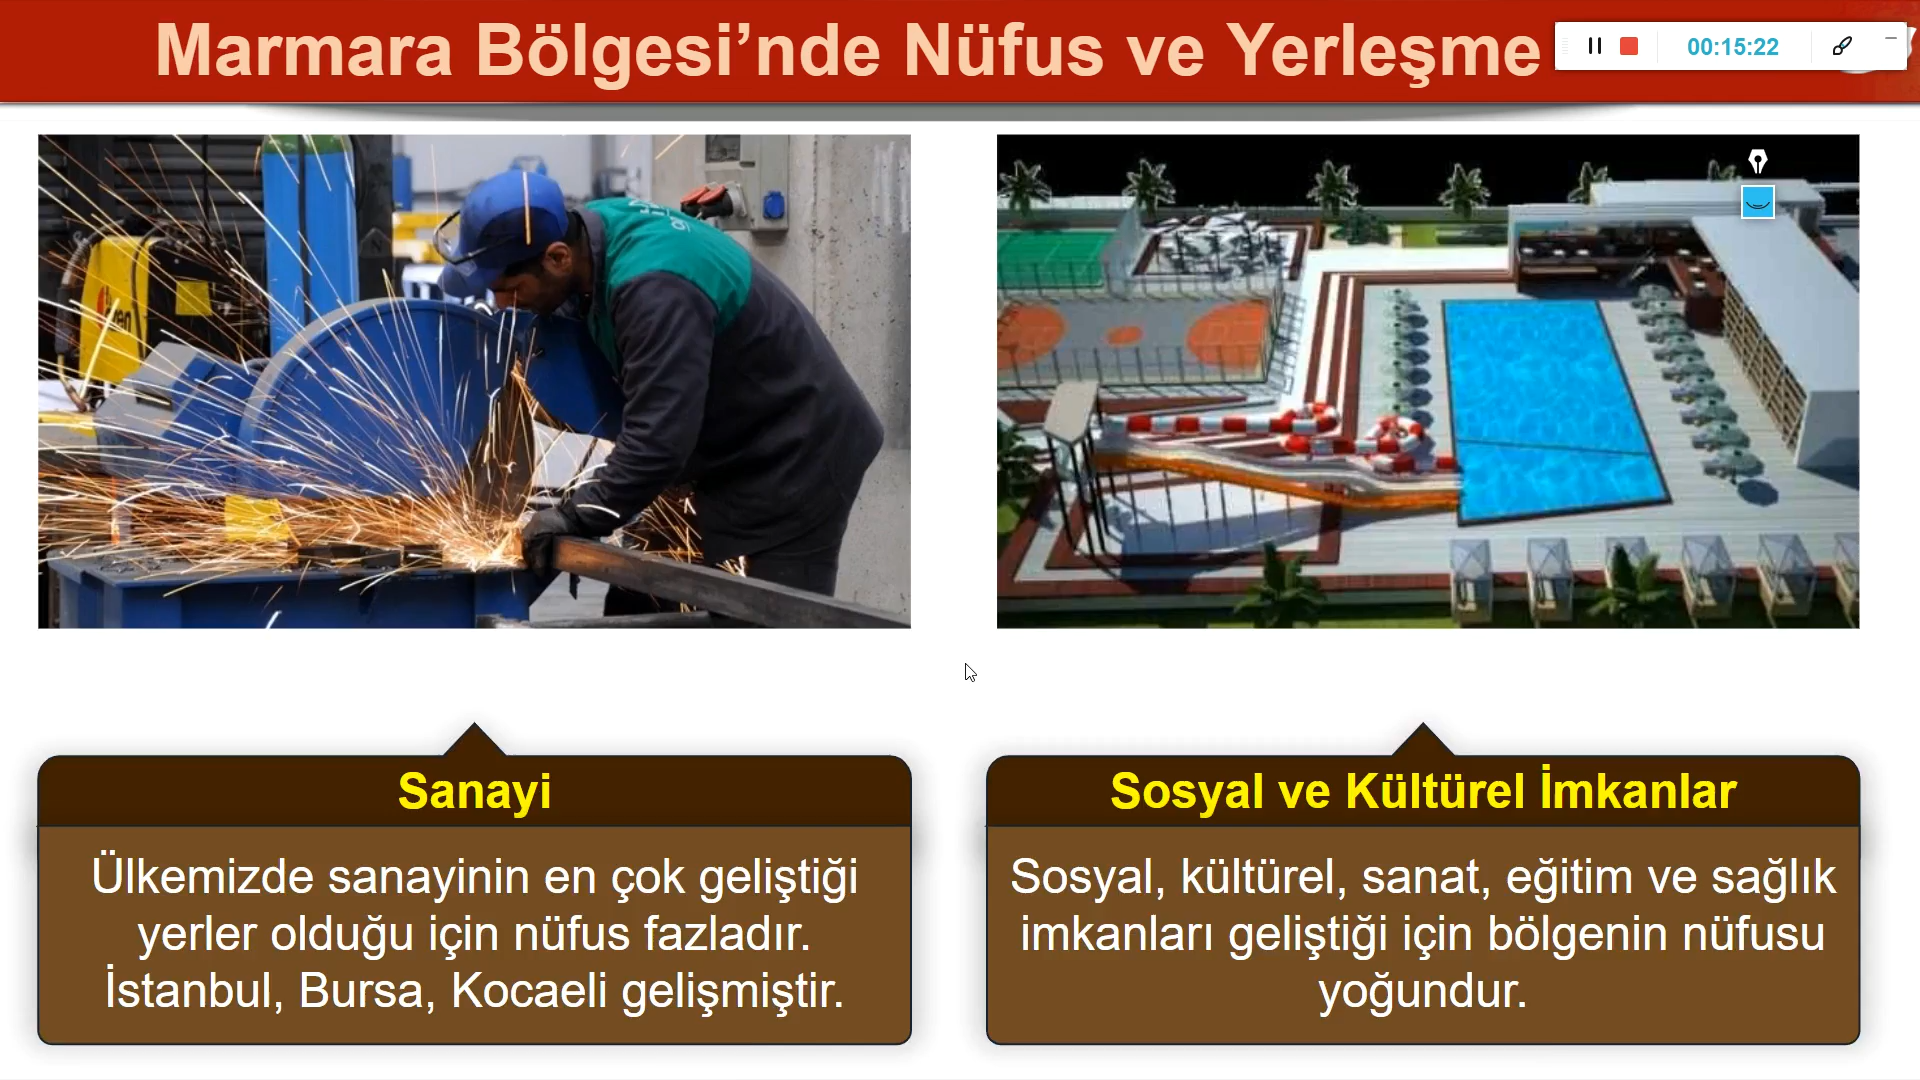 Marmara Bölgesi’nde Nüfus ve Yerleşme
00:15:22
Sanayi
Ülkemizde sanayinin en çok geliştiği
yerler olduğu için nüfus fazladır.
İstanbul, Bursa, Kocaeli gelişmiştir.
Sosyal ve Kültürel İmkanlar
Sosyal, kültürel, sanat, eğitim ve sağlık
imkanları geliştiği için bölgenin nüfusu
yoğundur.